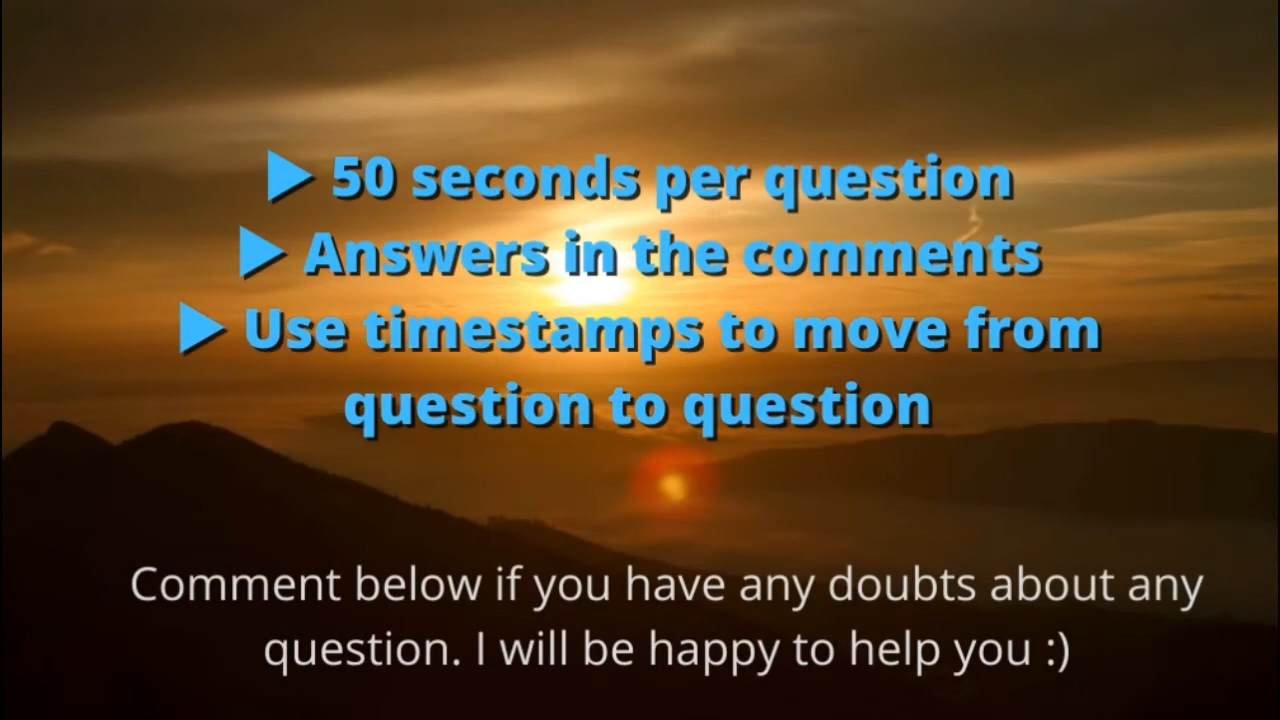 ▶ 50 seconds per question
▶ Answers in the comments
▶ Use timestamps to move from
question to question
Comment below if you have any doubts about any
question. I will be happy to help you :)